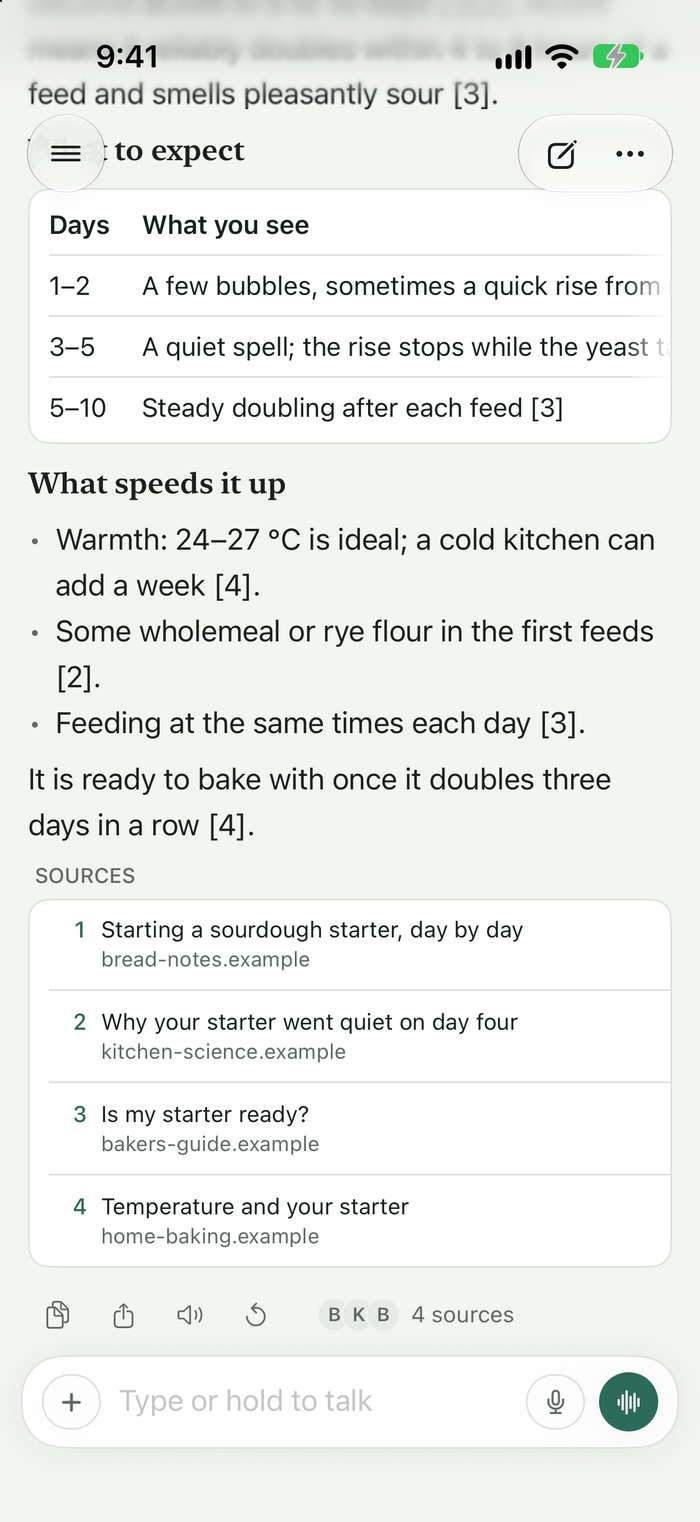 9:41
feed and smells pleasantly sour [3].
to expect
Days What you see
1–2 A few bubbles, sometimes a quick rise from
3–5 A quiet spell; the rise stops while the yeast
5–10 Steady doubling after each feed [3]
What speeds it up
• Warmth: 24–27 °C is ideal; a cold kitchen can
add a week [4].
• Some wholemeal or rye flour in the first feeds
[2].
• Feeding at the same times each day [3].
It is ready to bake with once it doubles three
days in a row [4].
SOURCES
1 Starting a sourdough starter, day by day
bread-notes.example
2 Why your starter went quiet on day four
kitchen-science.example
3 Is my starter ready?
bakers-guide.example
4 Temperature and your starter
home-baking.example
B K B 4 sources
Type or hold to talk